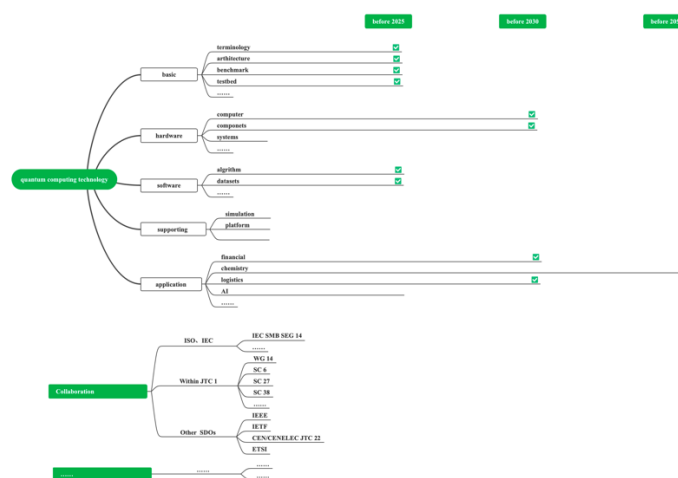 before 2025
before 2030
before 205
quantum computing technology
basic
terminology
arthitecture
benchmark
testbed
......
hardware
computer
componets
systems
......
software
algrithm
datasets
......
supporting
simulation
platform
application
financial
chemistry
logistics
AI
......
Collaboration
ISO、IEC
IEC SMB SEG 14
......
Within JTC 1
WG 14
SC 6
SC 27
SC 38
......
Other SDOs
IEEE
IETF
CEN/CENELEC JTC 22
ETSI
......
......
......
......